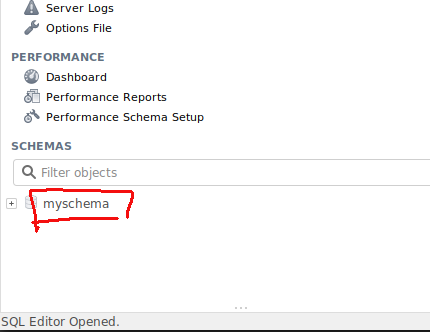 Server Logs
Options File
PERFORMANCE
Dashboard
Performance Reports
Performance Schema Setup
SCHEMAS
Filter objects
myschema
SQL Editor Opened.